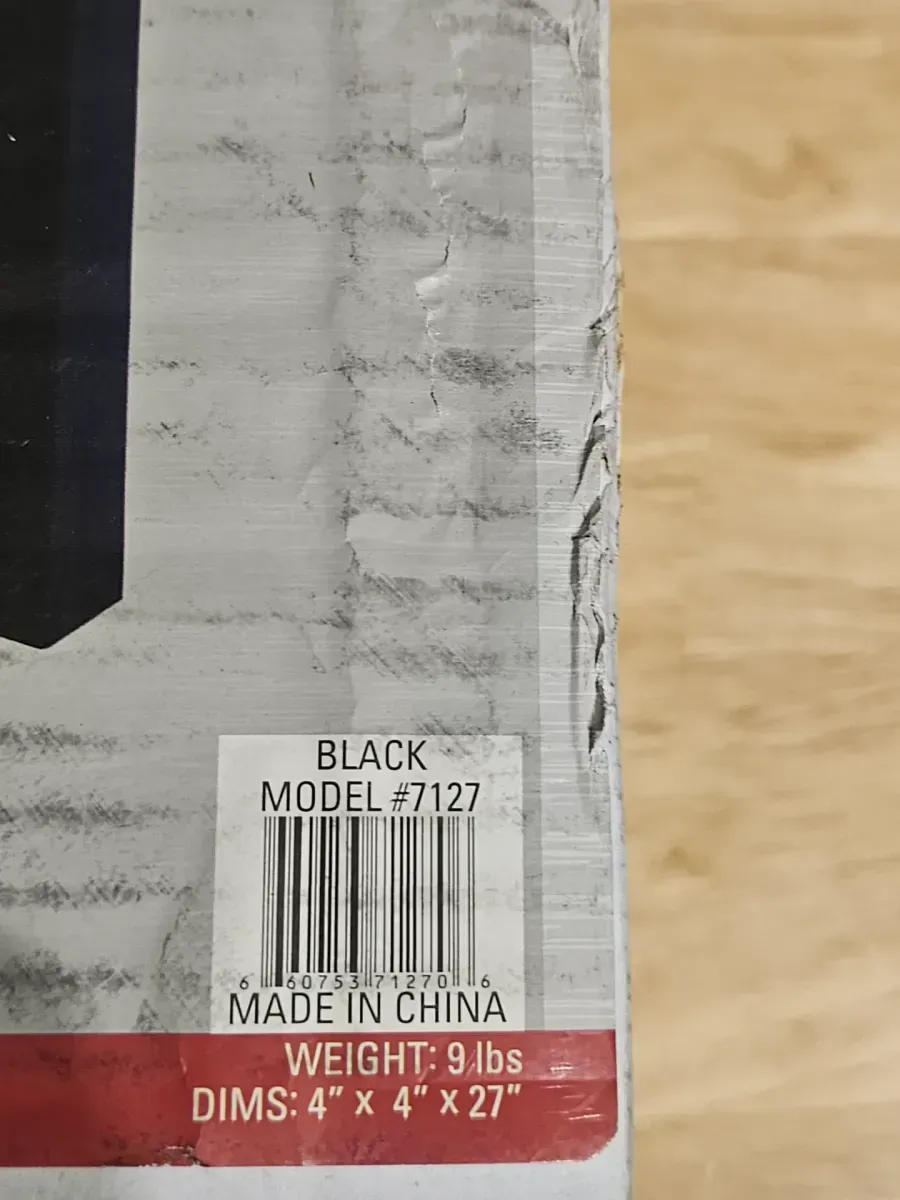 BLACK
MODEL #7127
6 60753 71270 6
MADE IN CHINA
WEIGHT: 9 lbs
DIMS: 4” x 4” x 27”